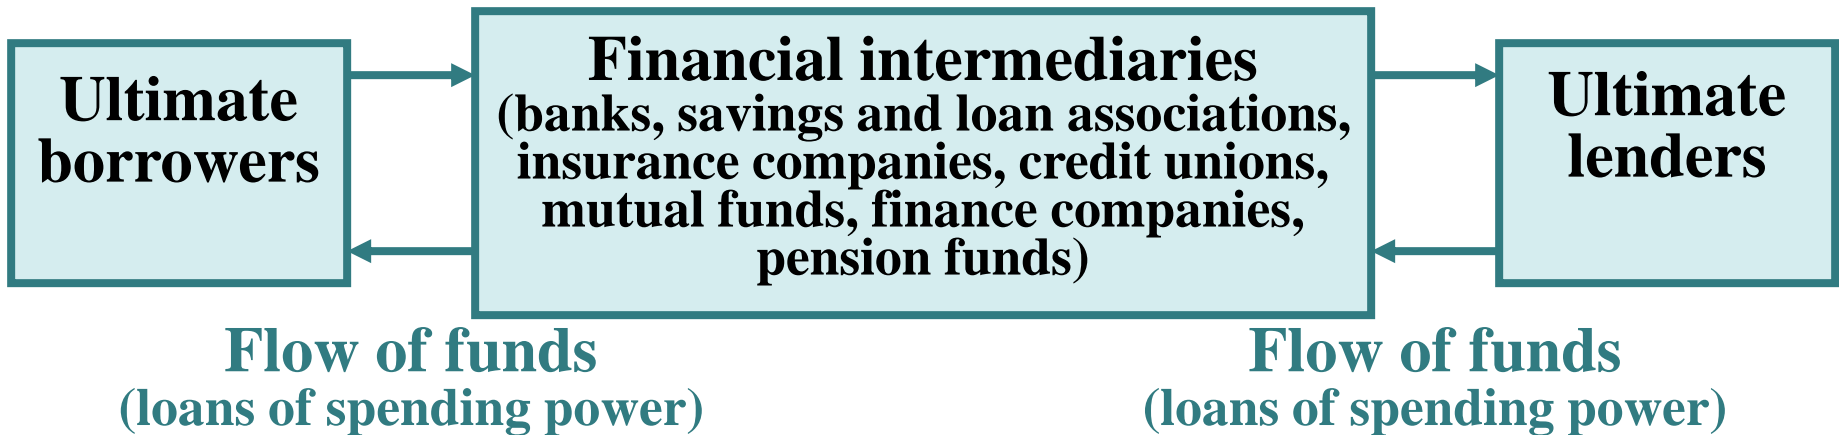 Ultimate
borrowers
Financial intermediaries
(banks, savings and loan associations,
insurance companies, credit unions,
mutual funds, finance companies,
pension funds)
Ultimate
lenders
Flow of funds
(loans of spending power)
Flow of funds
(loans of spending power)